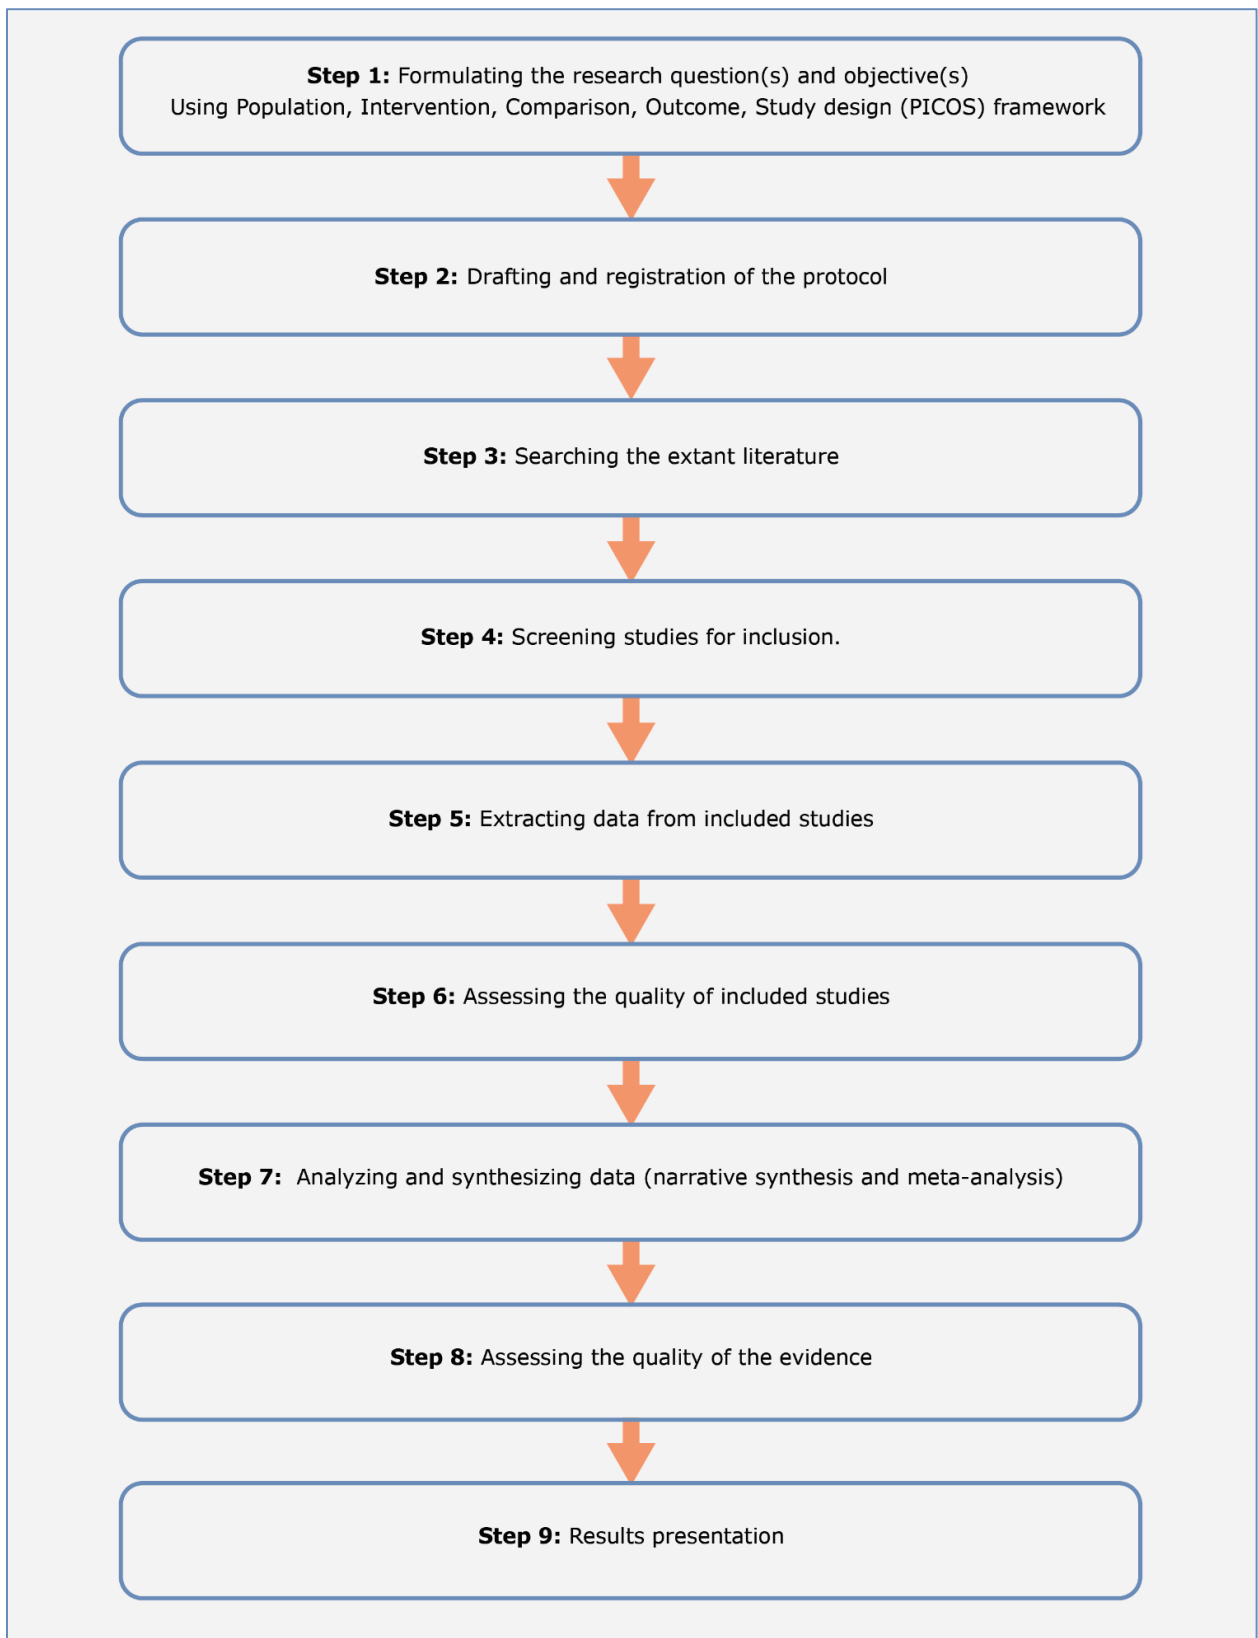 Step 1: Formulating the research question(s) and objective(s)
Using Population, Intervention, Comparison, Outcome, Study design (PICOS) framework
Step 2: Drafting and registration of the protocol
Step 3: Searching the extant literature
Step 4: Screening studies for inclusion.
Step 5: Extracting data from included studies
Step 6: Assessing the quality of included studies
Step 7:  Analyzing and synthesizing data (narrative synthesis and meta-analysis)
Step 8: Assessing the quality of the evidence
Step 9: Results presentation